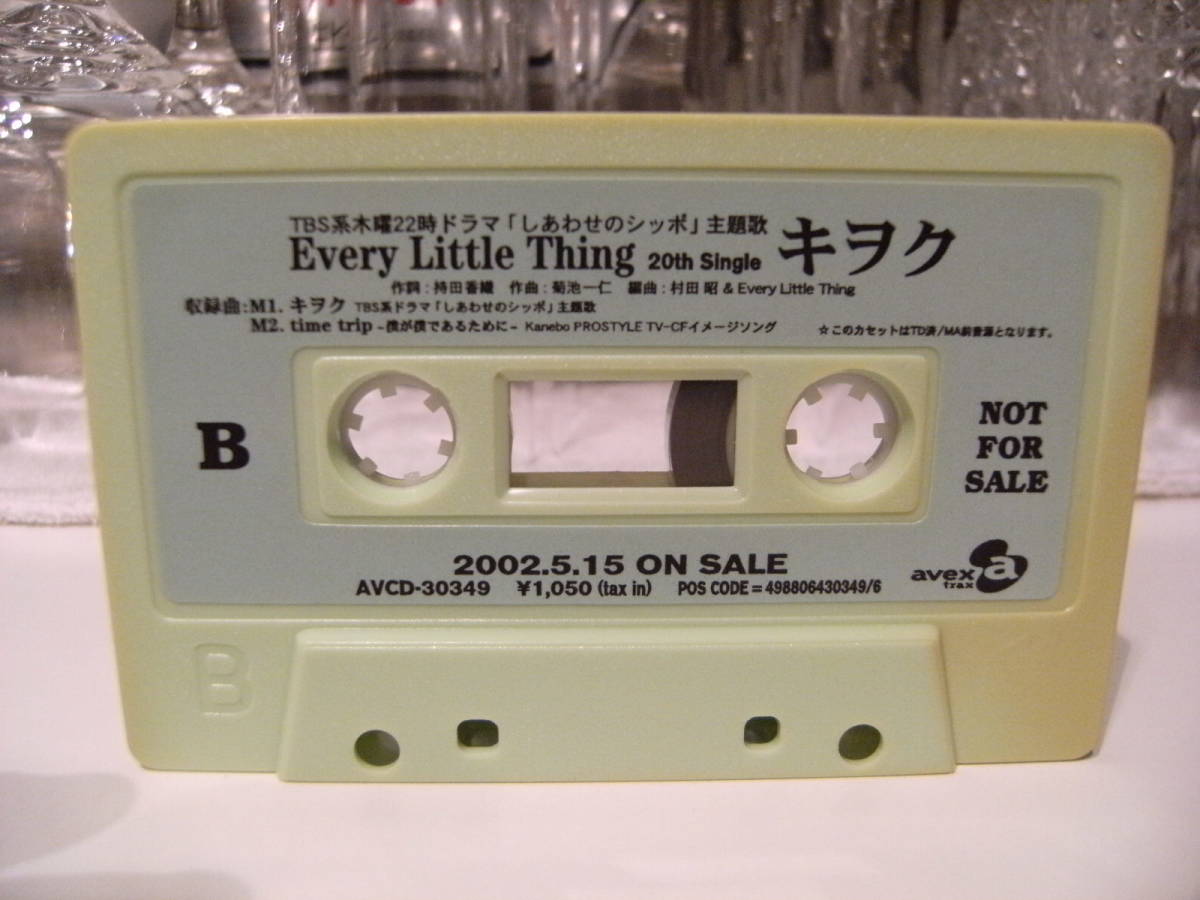 TBS系木曜22時ドラマ「しあわせのシッポ」主題歌
Every Little Thing 20th Single キヲク
作詞：持田香織 作曲：菊池一仁 編曲：村田 昭 & Every Little Thing
収録曲:M1. キヲク TBS系ドラマ「しあわせのシッポ」主題歌
M2. time trip -僕が僕であるために- Kanebo PROSTYLE TV-CFイメージソング
☆このカセットはTD済/MA前音源となります。
B
NOT
FOR
SALE
2002.5.15 ON SALE
AVCD-30349 ¥1,050 (tax in) POS CODE = 498806430349/6
avex
trax
a
B